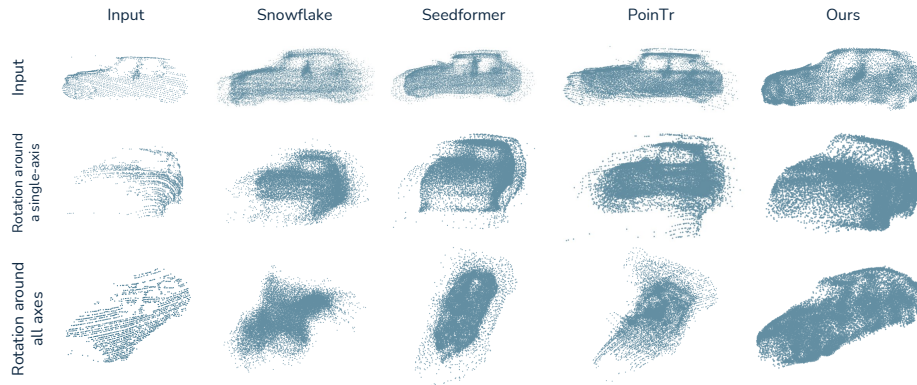 Input
Snowflake
Seedformer
PoinTr
Ours
Input
Rotation around
a single-axis
Rotation around
all axes